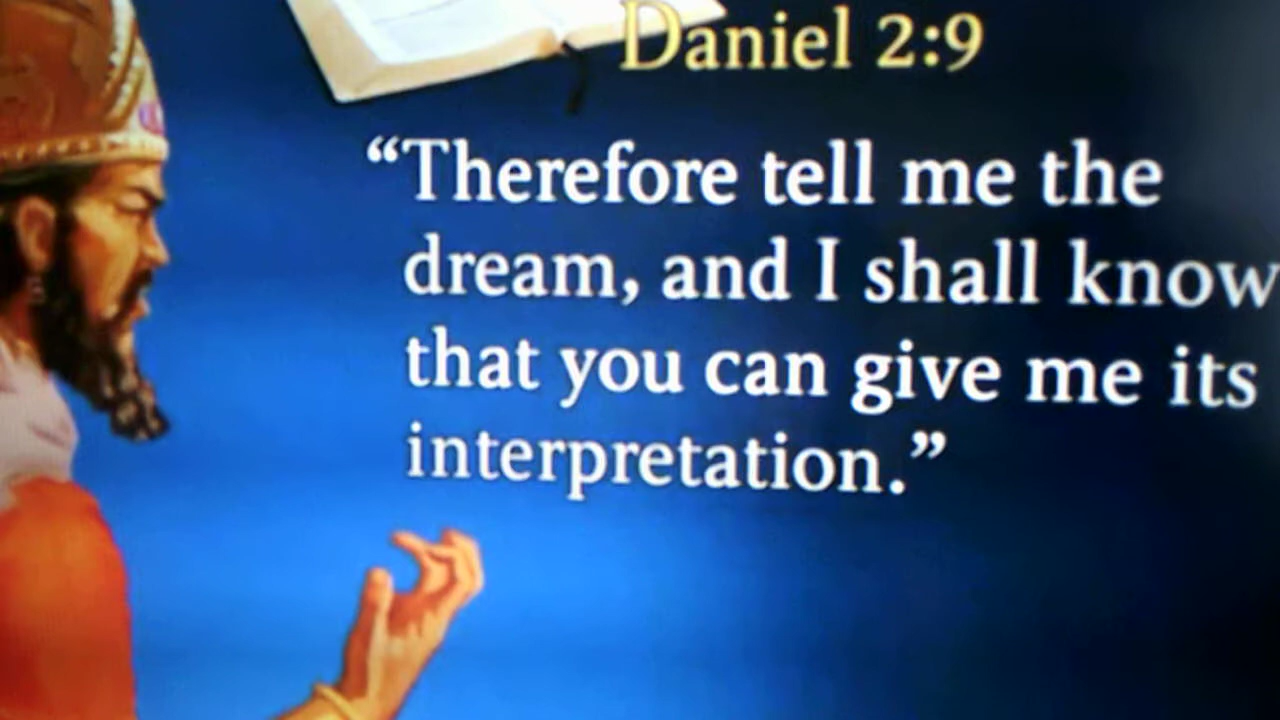 Daniel 2:9
“Therefore tell me the
dream, and I shall know
that you can give me its
interpretation.”